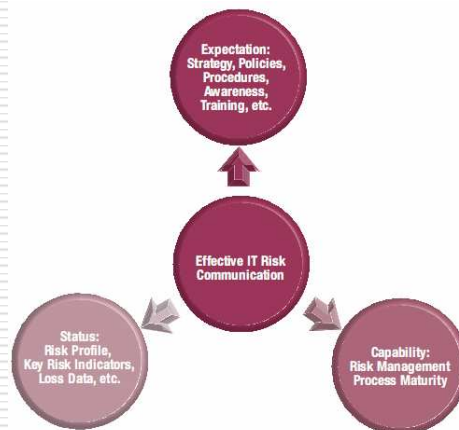 Expectation:
Strategy, Policies,
Procedures,
Awareness,
Training, etc.
Effective IT Risk
Communication
Status:
Risk Profile,
Key Risk Indicators,
Loss Data, etc.
Capability:
Risk Management
Process Maturity